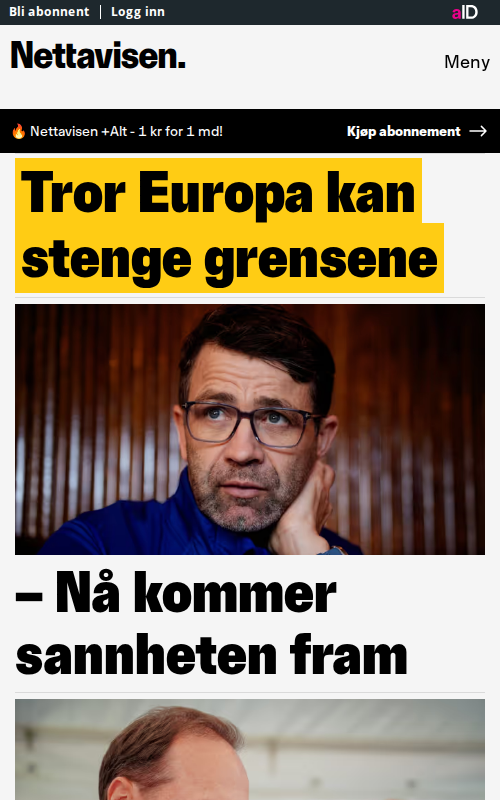 Bli abonnent | Logg inn
aID
Nettavisen.
Meny
🔥 Nettavisen +Alt - 1 kr for 1 md!
Kjøp abonnement →
Tror Europa kan
stenge grensene
– Nå kommer
sannheten fram